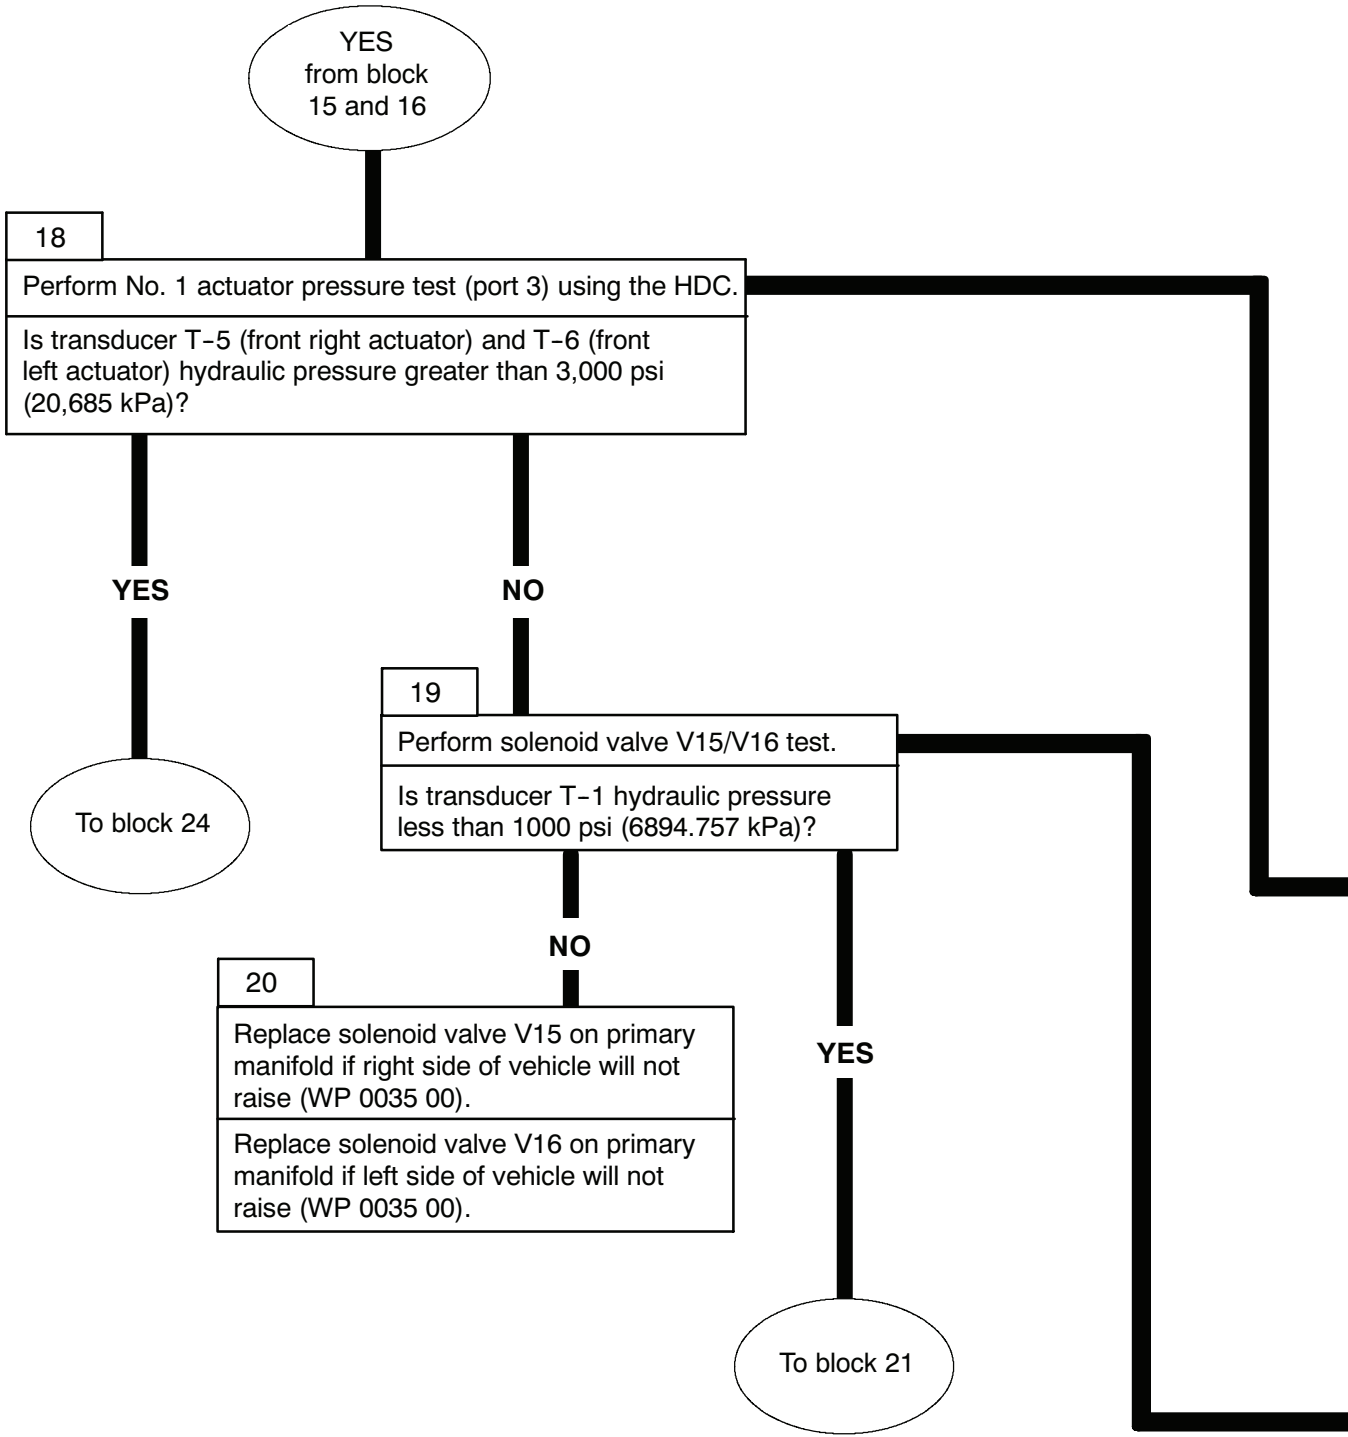 YES
from block
15 and 16
18
Perform No. 1 actuator pressure test (port 3) using the HDC.
Is transducer T-5 (front right actuator) and T-6 (front
left actuator) hydraulic pressure greater than 3,000 psi
(20,685 kPa)?
YES
NO
19
Perform solenoid valve V15/V16 test.
Is transducer T-1 hydraulic pressure
less than 1000 psi (6894.757 kPa)?
To block 24
NO
20
Replace solenoid valve V15 on primary
manifold if right side of vehicle will not
raise (WP 0035 00).
Replace solenoid valve V16 on primary
manifold if left side of vehicle will not
raise (WP 0035 00).
YES
To block 21